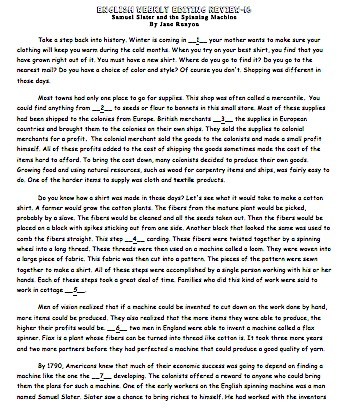 ENGLISH WEEKLY EDITING REVIEW-16
Samuel Slater and the Spinning Machine
By Jane Runyon
Take a step back into history. Winter is coming in __1__ your mother wants to make sure your
clothing will keep you warm during the cold months. When you try on your best shirt, you find that you
have grown right out of it. You must have a new shirt. Where do you go to find it? Do you go to the
nearest mall? Do you have a choice of color and style? Of course you don't. Shopping was different in
those days.
Most towns had only one place to go for supplies. This shop was often called a mercantile. You
could find anything from __2__ to seeds or flour to bonnets in this small store. Most of these supplies
had been shipped to the colonies from Europe. British merchants __3__ the supplies in European
countries and brought them to the colonies on their own ships. They sold the supplies to colonial
merchants for a profit. The colonial merchant sold the goods to the colonists and made a small profit
himself. All of these profits added to the cost of shipping the goods sometimes made the cost of the
items hard to afford. To bring the cost down, many colonists decided to produce their own goods.
Growing food and using natural resources, such as wood for carpentry items and ships, was fairly easy to
do. One of the harder items to supply was cloth and textile products.
Do you know how a shirt was made in those days? Let's see what it would take to make a cotton
shirt. A farmer would grow the cotton plants. The fibers from the mature plant would be picked,
probably by a slave. The fibers would be cleaned and all the seeds taken out. Then the fibers would be
placed on a block with spikes sticking out from one side. Another block that looked the same was used to
comb the fibers straight. This step __4__ carding. These fibers were twisted together by a spinning
wheel into a long thread. These threads were then used on a machine called a loom. They were woven into
a large piece of fabric. This fabric was then cut into a pattern. The pieces of the pattern were sewn
together to make a shirt. All of these steps were accomplished by a single person working with his or her
hands. Each of these steps took a great deal of time. Families who did this kind of work were said to
work in cottage __5__.
Men of vision realized that if a machine could be invented to cut down on the work done by hand,
more items could be produced. They also realized that the more items they were able to produce, the
higher their profits would be. __6__ two men in England were able to invent a machine called a flax
spinner. Flax is a plant whose fibers can be turned into thread like cotton is. It took three more years
and two more partners before they had perfected a machine that could produce a good quality of yarn.
By 1790, Americans knew that much of their economic success was going to depend on finding a
machine like the one the __7__ developing. The colonists offered a reward to anyone who could bring
them the plans for such a machine. One of the early workers on the English spinning machine was a man
named Samuel Slater. Slater saw a chance to bring riches to himself. He had worked with the inventors